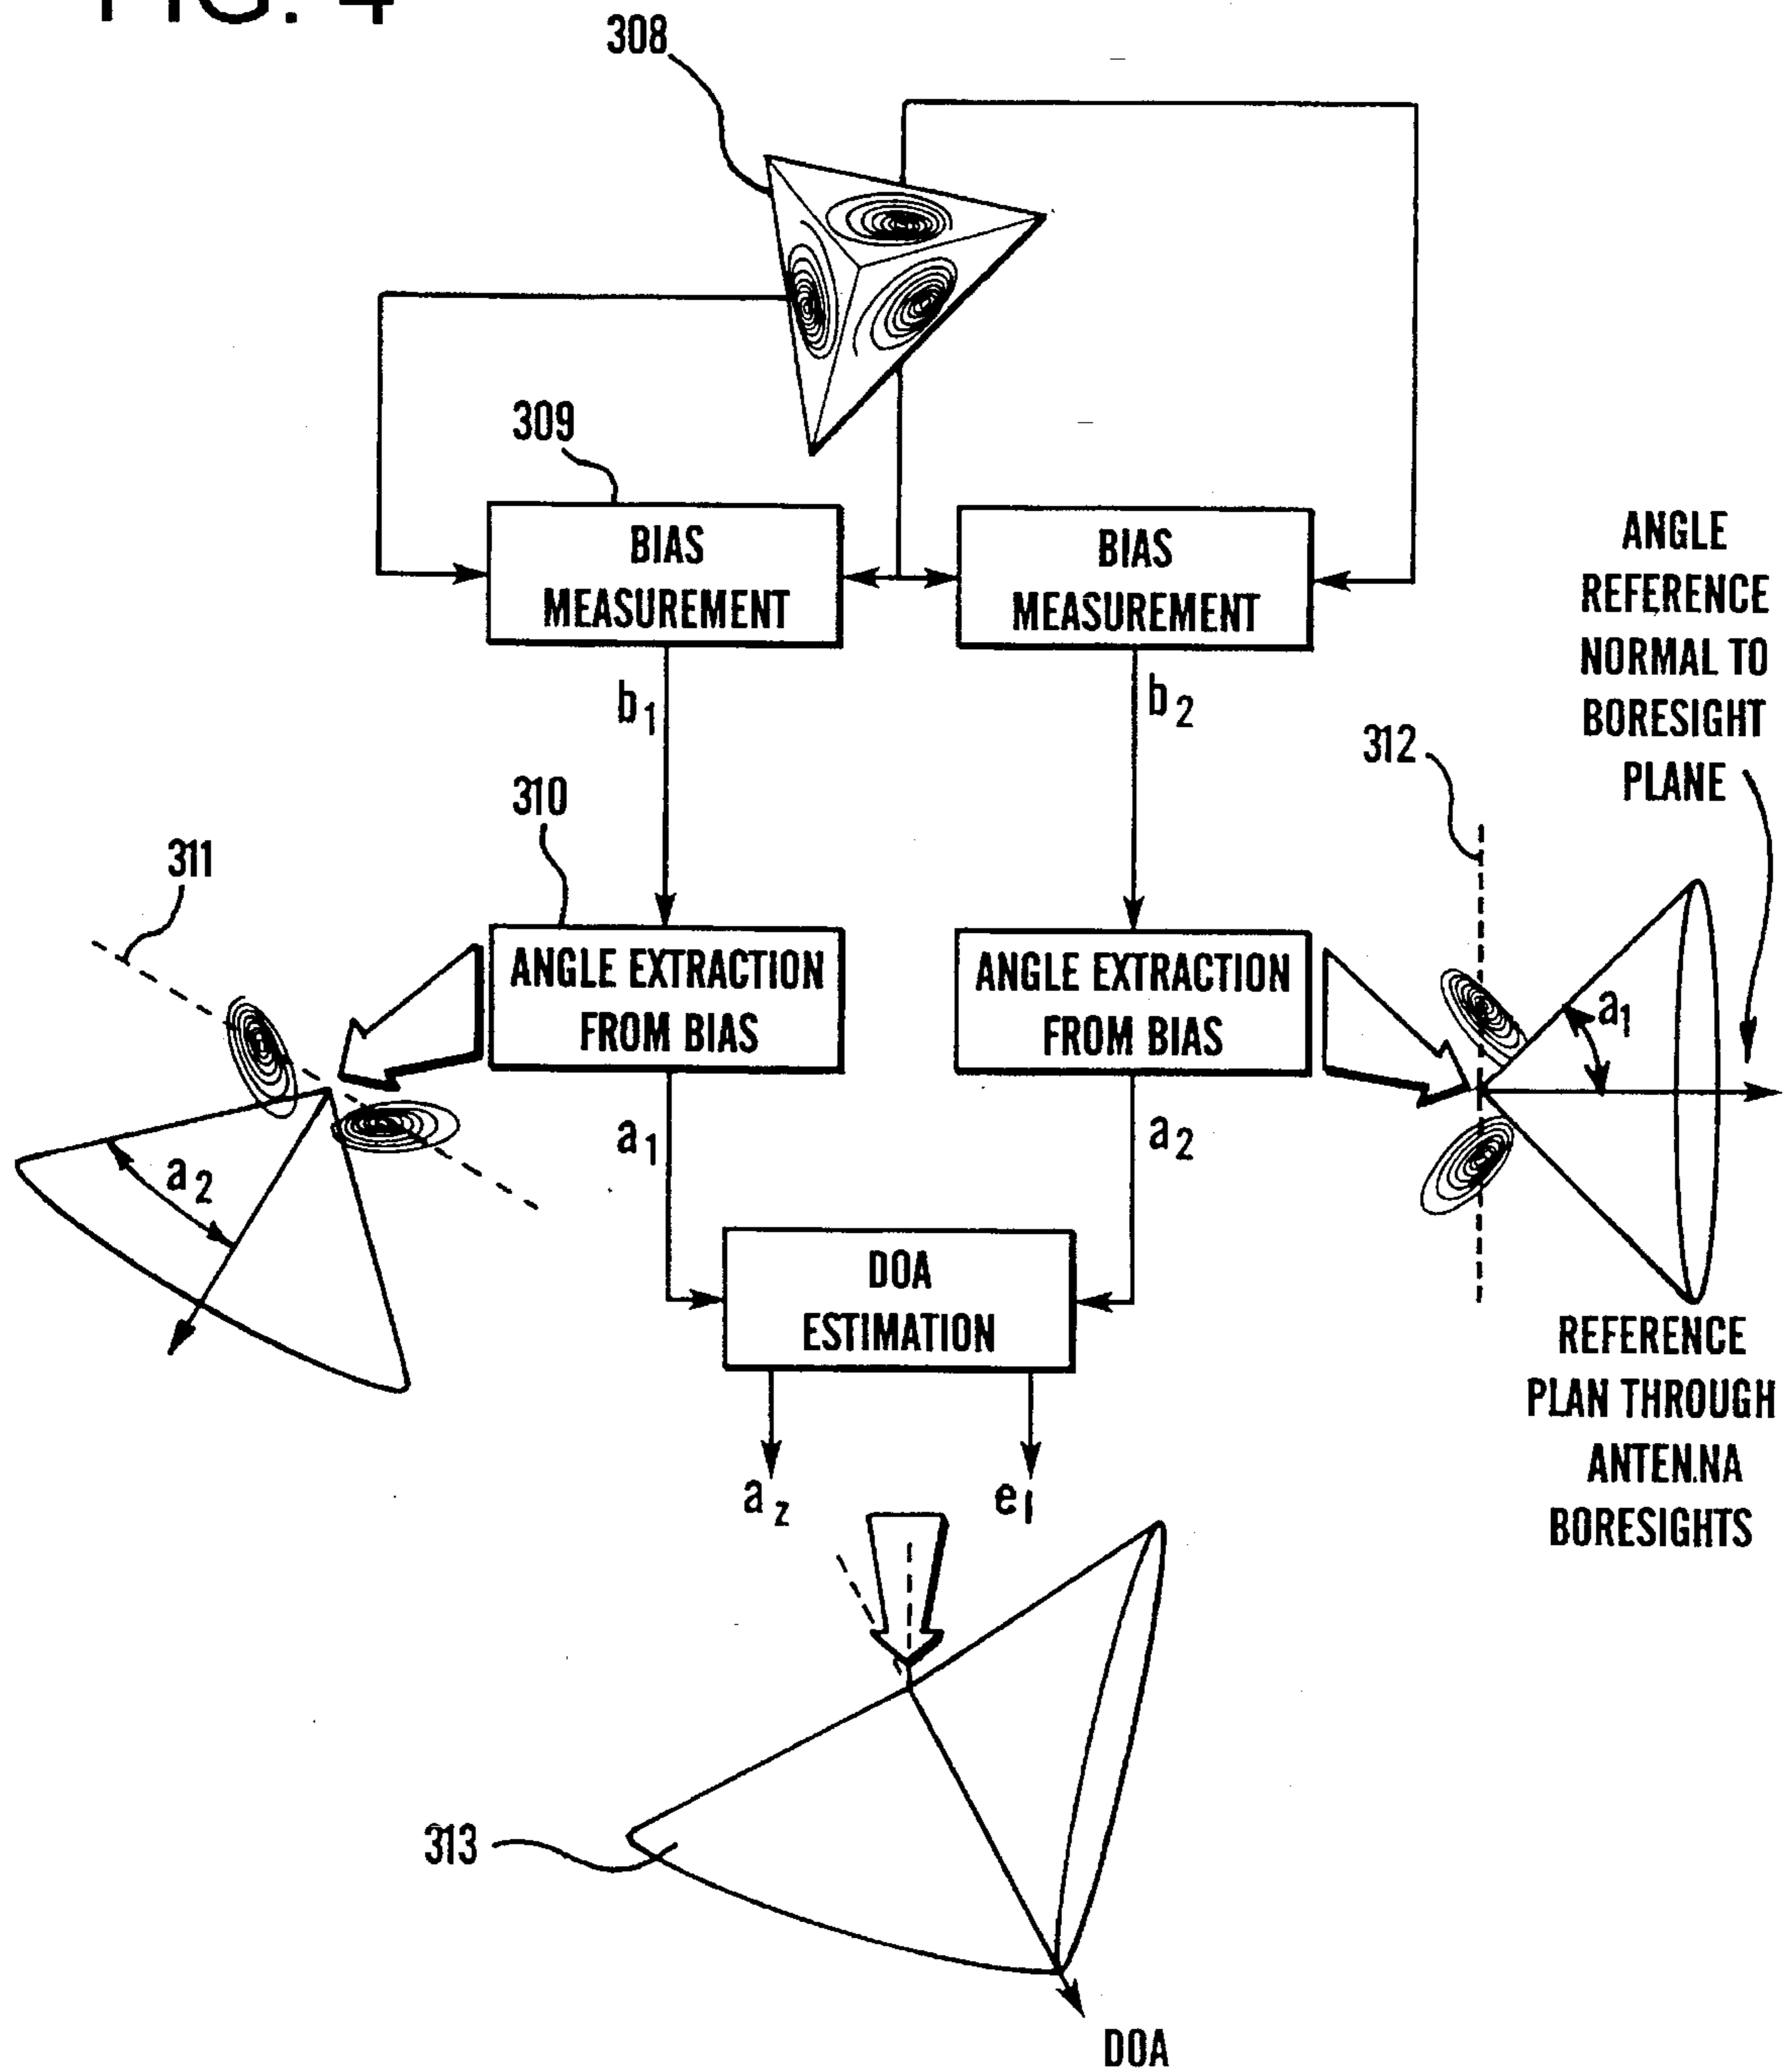 FIG. 4
308
309
BIAS
MEASUREMENT
BIAS
MEASUREMENT
ANGLE
REFERENCE
NORMAL TO
BORESIGHT
PLANE
b1
b2
312
310
311
ANGLE EXTRACTION
FROM BIAS
ANGLE EXTRACTION
FROM BIAS
a1
a1
a2
a2
DOA
ESTIMATION
REFERENCE
PLAN THROUGH
ANTEN.NA
BORESIGHTS
az
el
313
DOA